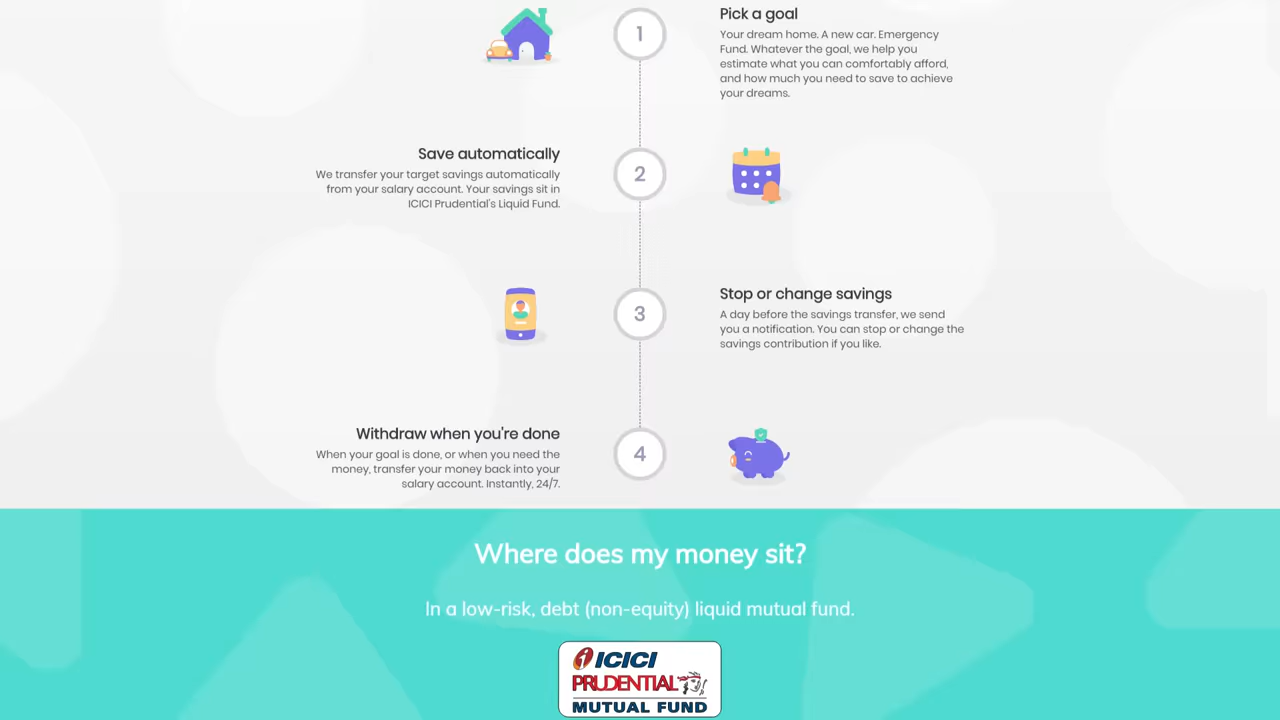 1
Pick a goal
Your dream home. A new car. Emergency
Fund. Whatever the goal, we help you
estimate what you can comfortably afford,
and how much you need to save to achieve
your dreams.
Save automatically
We transfer your target savings automatically
from your salary account. Your savings sit in
ICICI Prudential's Liquid Fund.
2
3
Stop or change savings
A day before the savings transfer, we send
you a notification. You can stop or change the
savings contribution if you like.
Withdraw when you're done
When your goal is done, or when you need the
money, transfer your money back into your
salary account. Instantly, 24/7.
4
Where does my money sit?
In a low-risk, debt (non-equity) liquid mutual fund.
ICICI
PRUDENTIAL
MUTUAL FUND